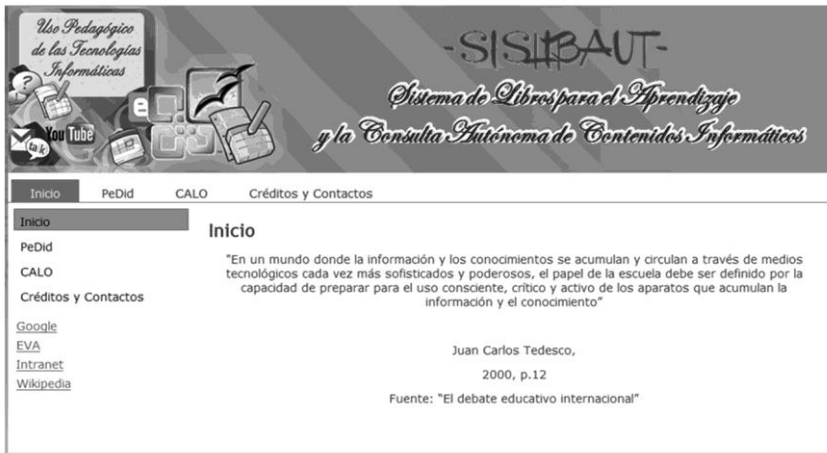 Uso Pedagógico
de las Tecnologías
Informáticas
You Tube
talk
e
-SISLIBAUT-
Sistema de Libros para el Aprendizaje
y la Consulta Autónoma de Contenidos Informáticos
Inicio PeDid CALO Créditos y Contactos
Inicio
PeDid
CALO
Créditos y Contactos
Google
EVA
Intranet
Wikipedia
Inicio
"En un mundo donde la información y los conocimientos se acumulan y circulan a través de medios
tecnológicos cada vez más sofisticados y poderosos, el papel de la escuela debe ser definido por la
capacidad de preparar para el uso consciente, crítico y activo de los aparatos que acumulan la
información y el conocimiento"
Juan Carlos Tedesco,
2000, p.12
Fuente: "El debate educativo internacional"